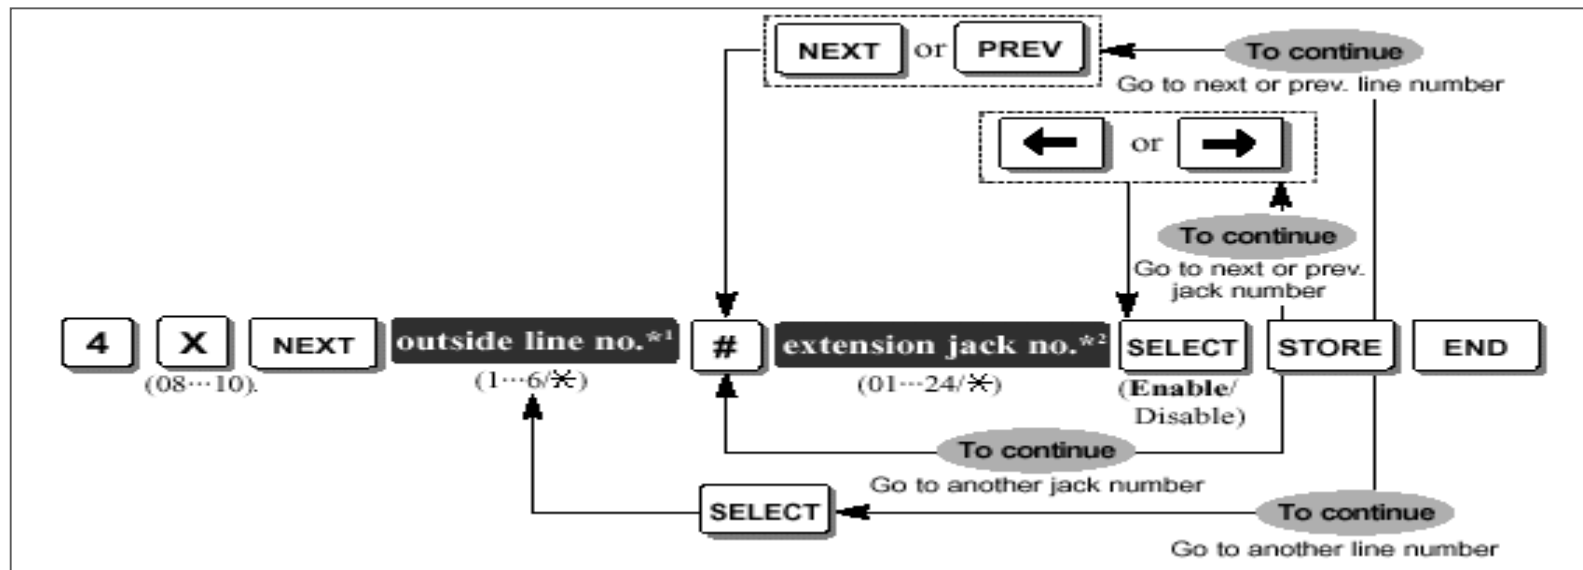 NEXT or PREV
To continue
Go to next or prev. line number
← or →
To continue
Go to next or prev.
jack number
4 X NEXT outside line no.*1 # extension jack no.*2 SELECT STORE END
(08···10). (1···6/*) (01···24/*) (Enable/
Disable)
To continue
Go to another jack number
SELECT
To continue
Go to another line number